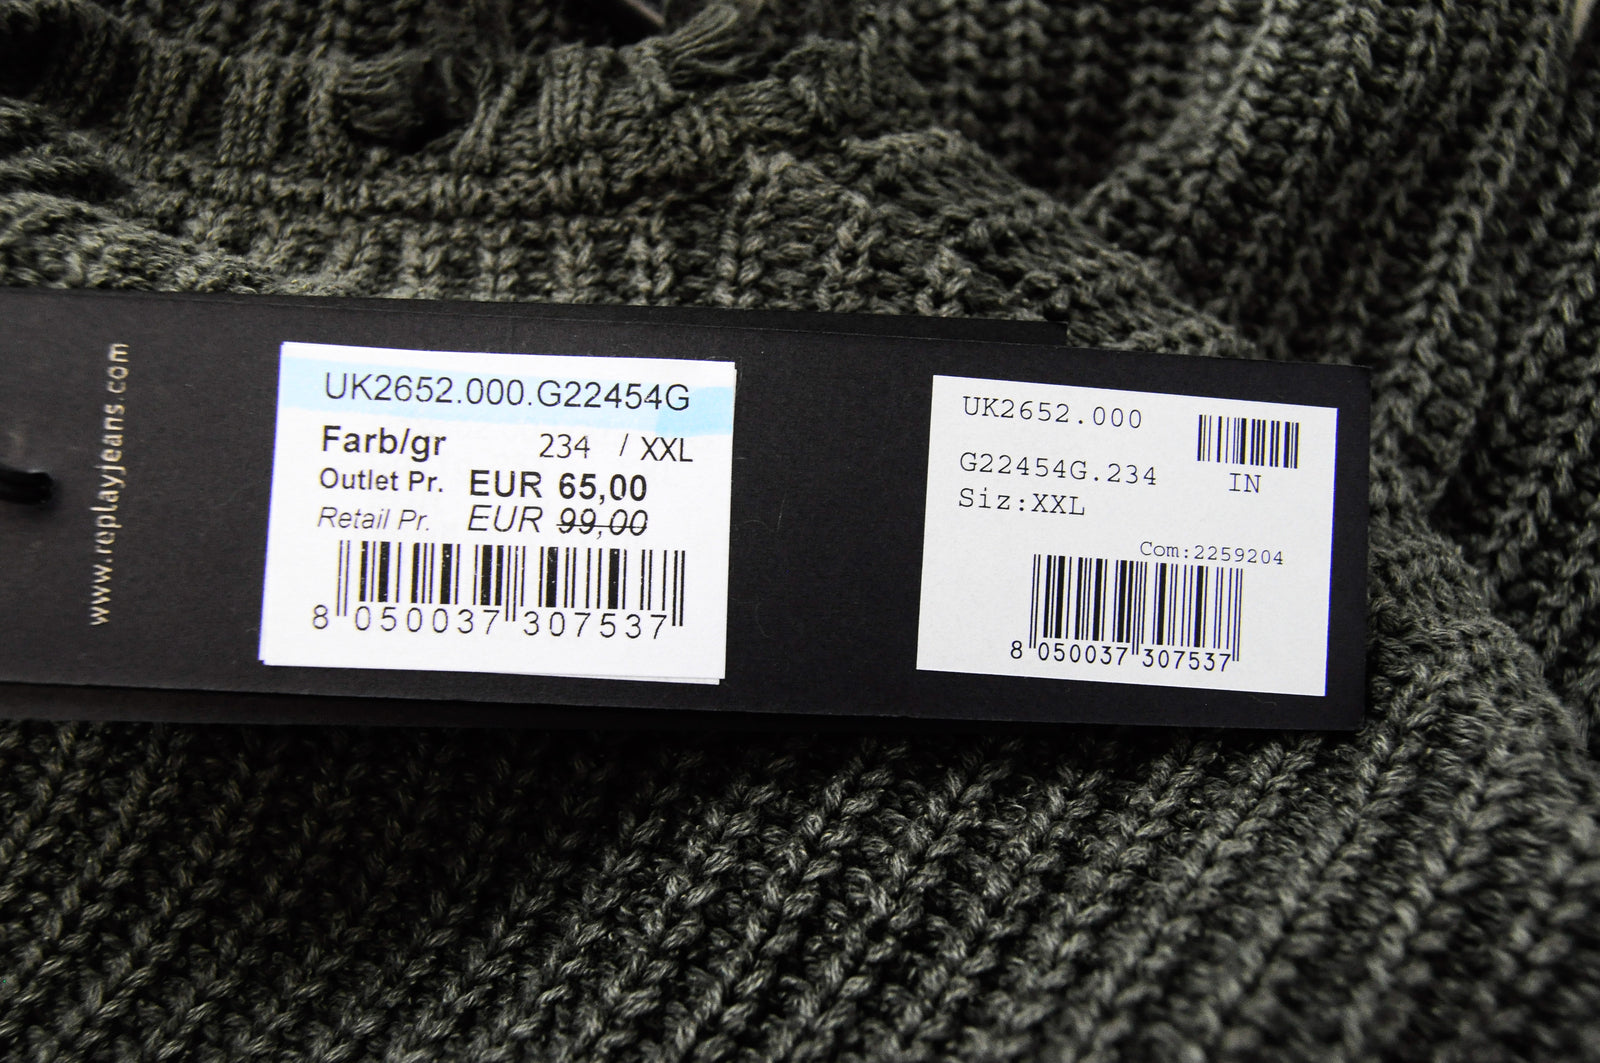 www.replayjeans.com
UK2652.000.G22454G
Farb/gr 234 / XXL
Outlet Pr. EUR 65,00
Retail Pr. EUR 99,00
8 050037 307537
UK2652.000
IN
G22454G.234
Siz:XXL
Com:2259204
8 050037 307537